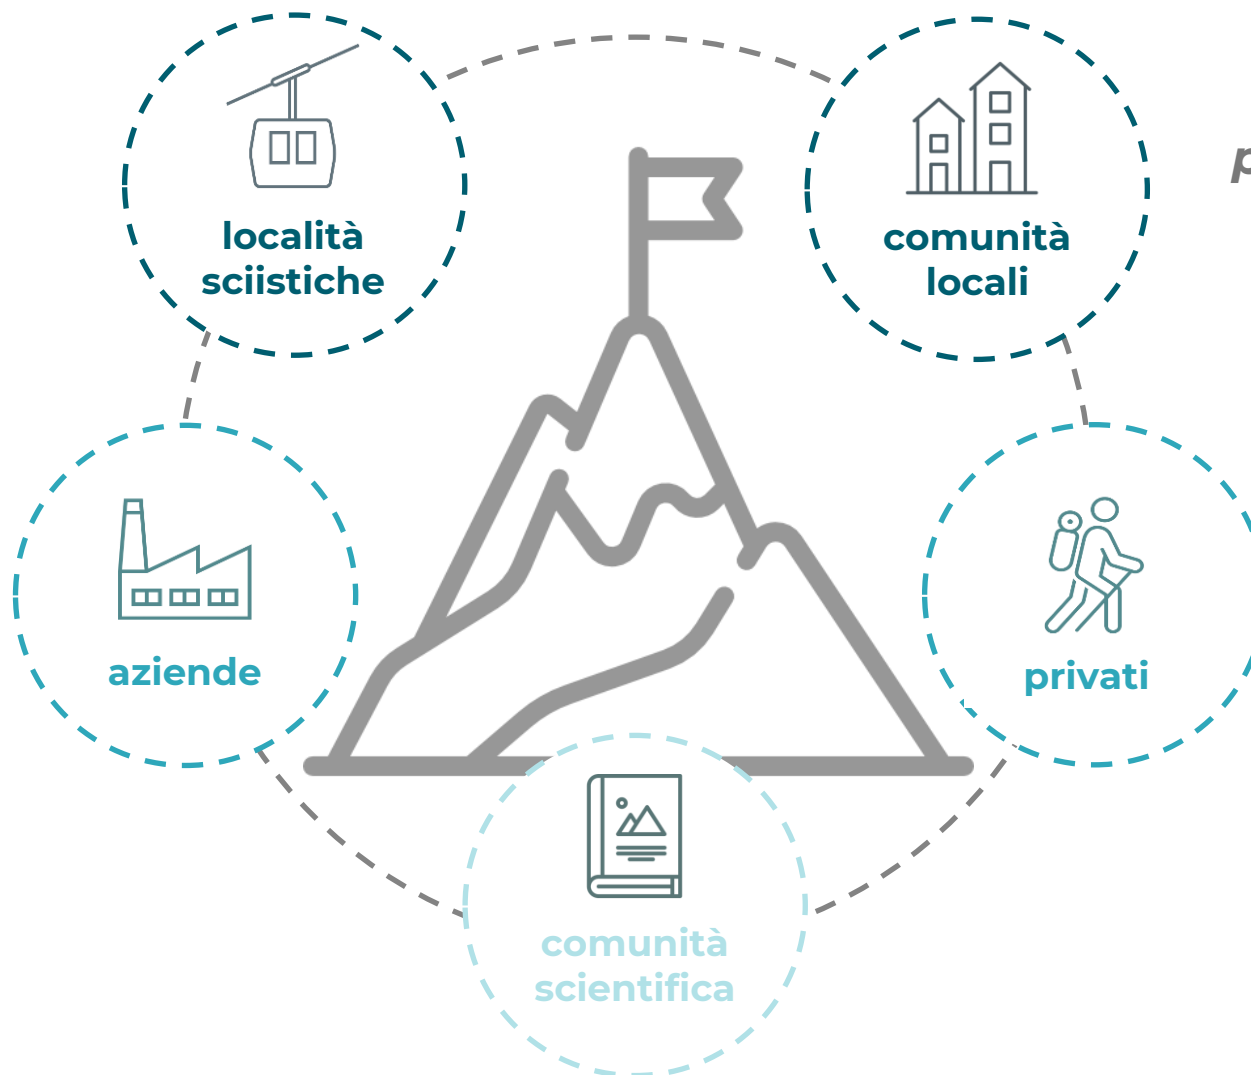 località
sciistiche
comunità
locali
aziende
privati
comunità
scientifica